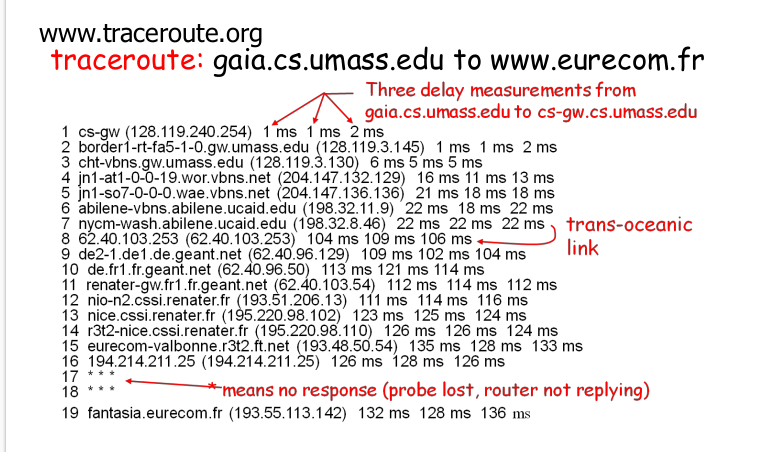 www.traceroute.org
traceroute: gaia.cs.umass.edu to www.eurecom.fr
Three delay measurements from
gaia.cs.umass.edu to cs-gw.cs.umass.edu
1 cs-gw (128.119.240.254) 1 ms 1 ms 2 ms
2 border1-rt-fa5-1-0.gw.umass.edu (128.119.3.145) 1 ms 1 ms 2 ms
3 cht-vbns.gw.umass.edu (128.119.3.130) 6 ms 5 ms 5 ms
4 jn1-at1-0-0-19.wor.vbns.net (204.147.132.129) 16 ms 11 ms 13 ms
5 jn1-so7-0-0-0.wae.vbns.net (204.147.136.136) 21 ms 18 ms 18 ms
6 abilene-vbns.abilene.ucaid.edu (198.32.11.9) 22 ms 18 ms 22 ms
7 nycm-wash.abilene.ucaid.edu (198.32.8.46) 22 ms 22 ms 22 ms
trans-oceanic
link
8 62.40.103.253 (62.40.103.253) 104 ms 109 ms 106 ms
9 de2-1.de1.de.geant.net (62.40.96.129) 109 ms 102 ms 104 ms
10 de.fr1.fr.geant.net (62.40.96.50) 113 ms 121 ms 114 ms
11 renater-gw.fr1.fr.geant.net (62.40.103.54) 112 ms 114 ms 112 ms
12 nio-n2.cssi.renater.fr (193.51.206.13) 111 ms 114 ms 116 ms
13 nice.cssi.renater.fr (195.220.98.102) 123 ms 125 ms 124 ms
14 r3t2-nice.cssi.renater.fr (195.220.98.110) 126 ms 126 ms 124 ms
15 eurecom-valbonne.r3t2.ft.net (193.48.50.54) 135 ms 128 ms 133 ms
16 194.214.211.25 (194.214.211.25) 126 ms 128 ms 126 ms
17 * * *
18 * * *
* means no response (probe lost, router not replying)
19 fantasia.eurecom.fr (193.55.113.142) 132 ms 128 ms 136 ms